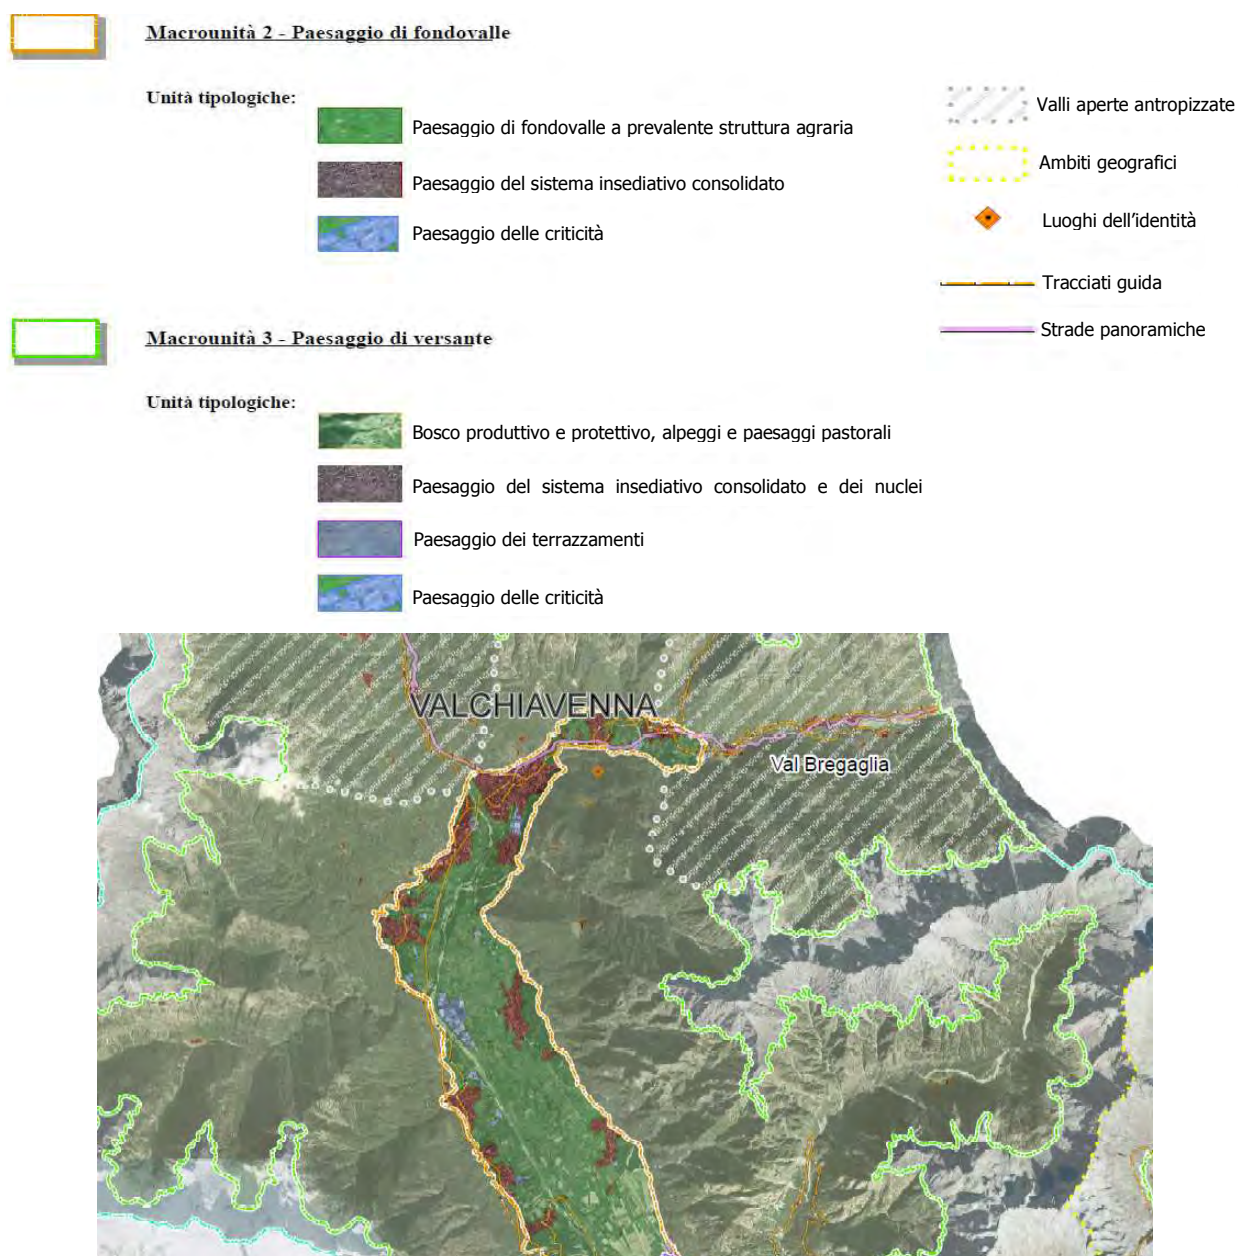 Macrounità 2 - Paesaggio di fondovalle
Unità tipologiche:
Paesaggio di fondovalle a prevalente struttura agraria
Paesaggio del sistema insediativo consolidato
Paesaggio delle criticità
Valli aperte antropizzate
Ambiti geografici
Luoghi dell'identità
Tracciati guida
Strade panoramiche
Macrounità 3 - Paesaggio di versante
Unità tipologiche:
Bosco produttivo e protettivo, alpeggi e paesaggi pastorali
Paesaggio del sistema insediativo consolidato e dei nuclei
Paesaggio dei terrazzamenti
Paesaggio delle criticità
VALCHIAVENNA
Val Bregaglia